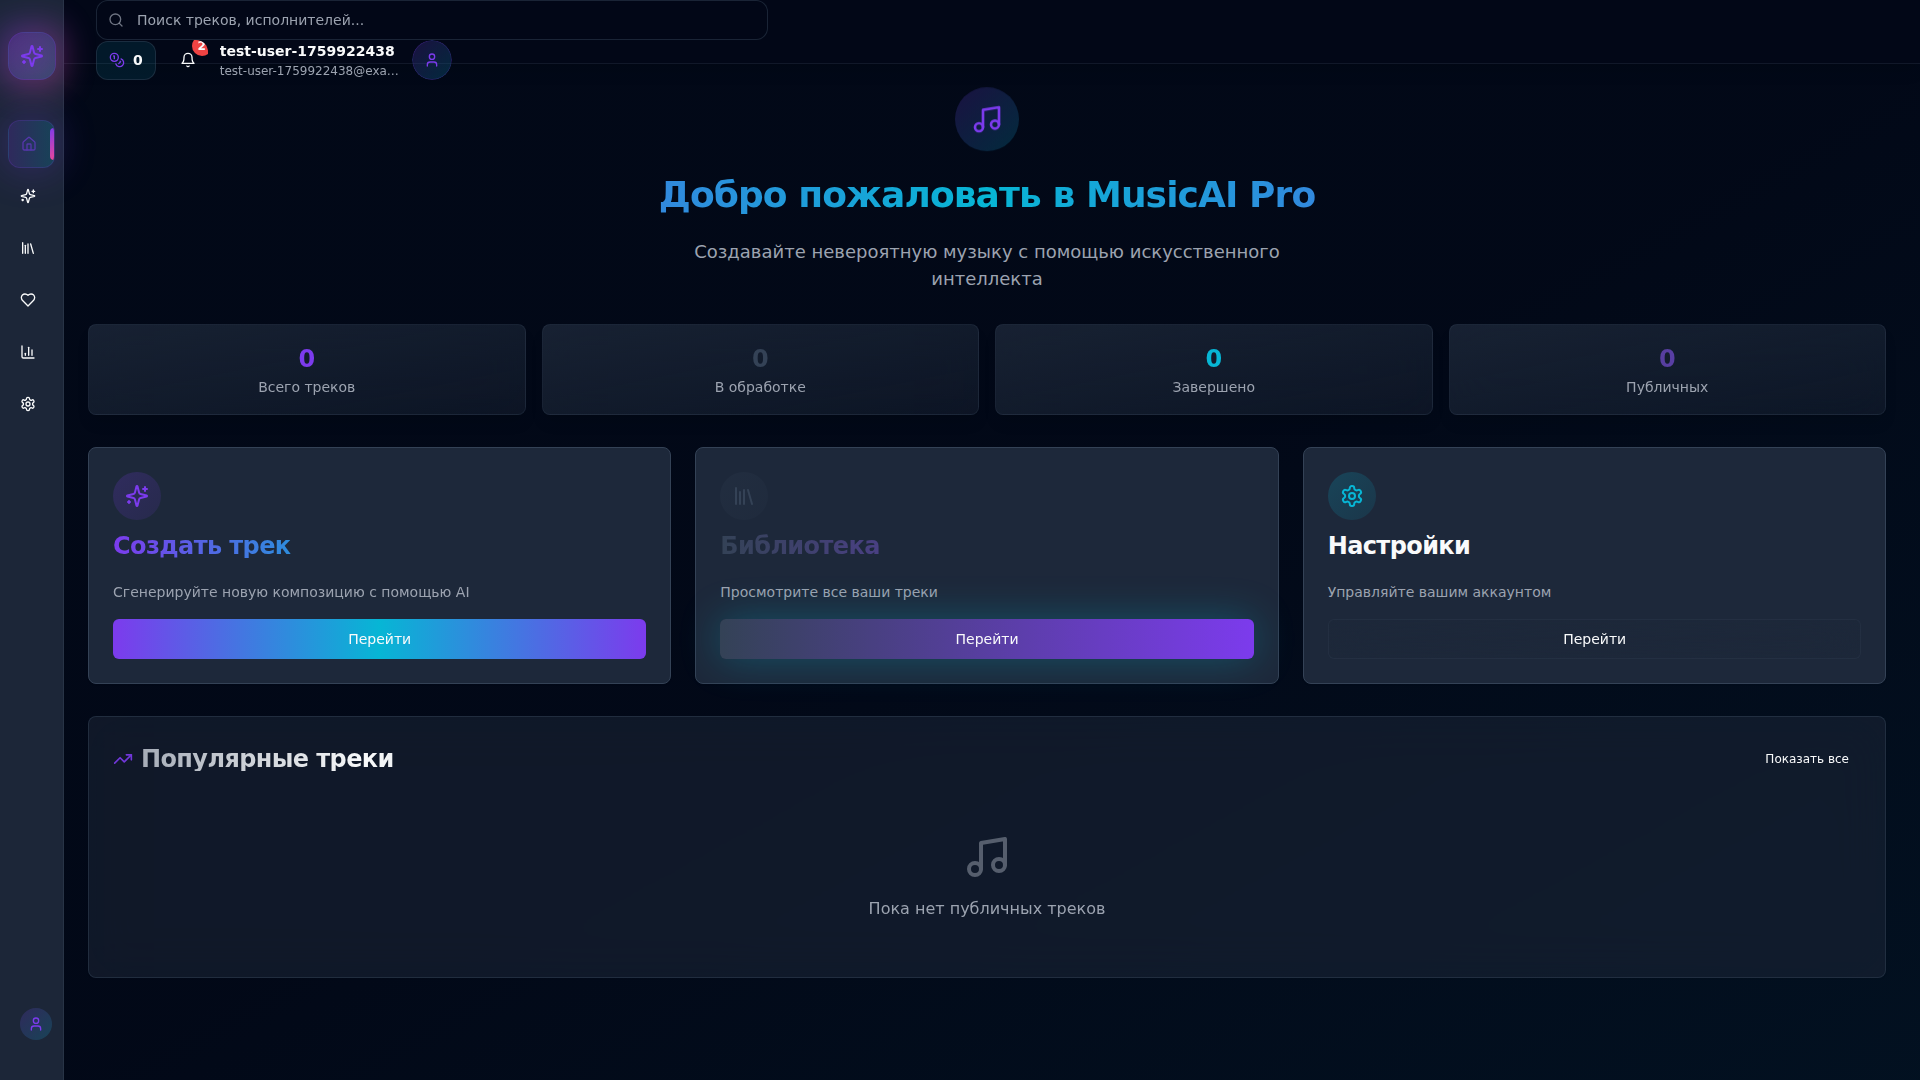 Поиск треков, исполнителей...
0
2
test-user-1759922438
test-user-1759922438@exa...
Добро пожаловать в MusicAI Pro
Создавайте невероятную музыку с помощью искусственного
интеллекта
0
Всего треков
0
В обработке
0
Завершено
0
Публичных
Создать трек
Сгенерируйте новую композицию с помощью AI
Перейти
Библиотека
Просмотрите все ваши треки
Перейти
Настройки
Управляйте вашим аккаунтом
Перейти
Популярные треки
Показать все
Пока нет публичных треков